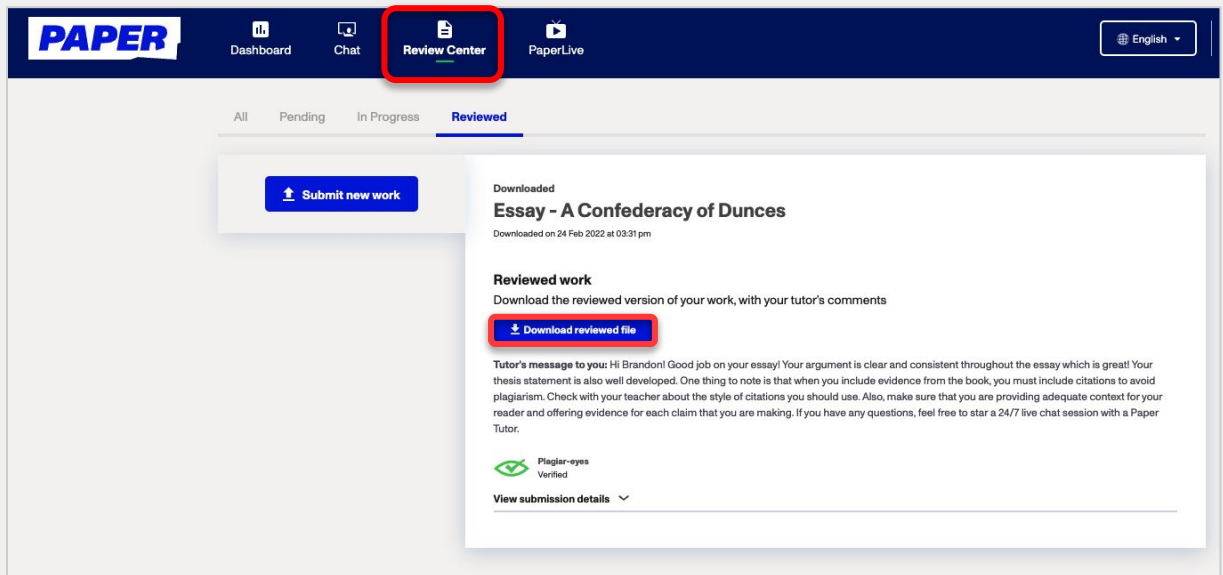 PAPER
Dashboard
Chat
Review Center
PaperLive
English
All
Pending
In Progress
Reviewed
Submit new work
Downloaded
Essay - A Confederacy of Dunces
Downloaded on 24 Feb 2022 at 03:31 pm
Reviewed work
Download the reviewed version of your work, with your tutor's comments
Download reviewed file
Tutor's message to you: Hi Brandon! Good job on your essay! Your argument is clear and consistent throughout the essay which is great! Your
thesis statement is also well developed. One thing to note is that when you include evidence from the book, you must include citations to avoid
plagiarism. Check with your teacher about the style of citations you should use. Also, make sure that you are providing adequate context for your
reader and offering evidence for each claim that you are making. If you have any questions, feel free to star a 24/7 live chat session with a Paper
Tutor.
Plagiar-eyes
Verified
View submission details